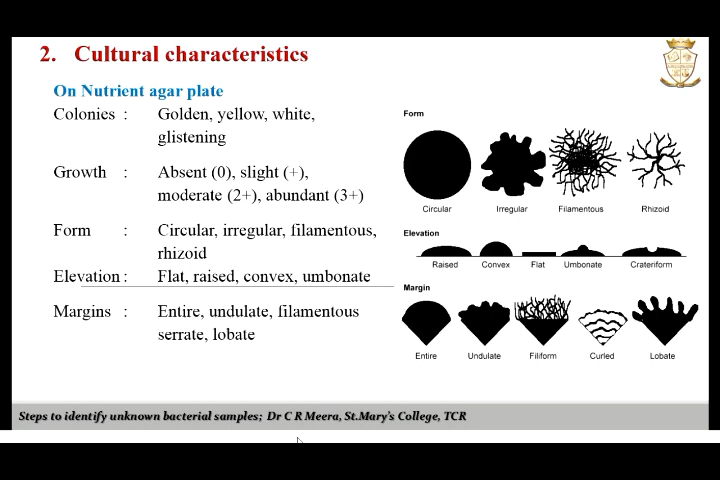 2. Cultural characteristics
On Nutrient agar plate
Colonies : Golden, yellow, white,
glistening
Growth : Absent (0), slight (+),
moderate (2+), abundant (3+)
Form : Circular, irregular, filamentous,
rhizoid
Elevation : Flat, raised, convex, umbonate
Margins : Entire, undulate, filamentous
serrate, lobate
Form
Circular Irregular Filamentous Rhizoid
Elevation
Raised Convex Flat Umbonate Crateriform
Margin
Entire Undulate Filiform Curled Lobate
Steps to identify unknown bacterial samples; Dr C R Meera, St.Mary's College, TCR